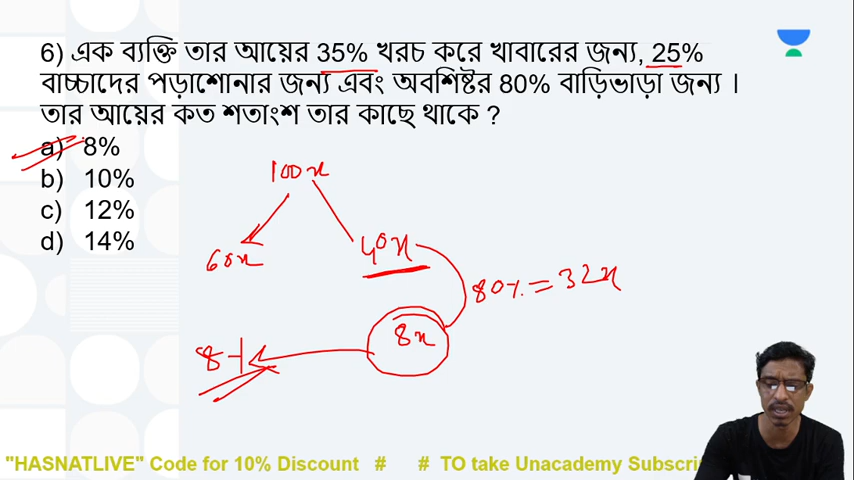 6) এক ব্যক্তি তার আয়ের 35% খরচ করে খাবারের জন্য, 25%
বাচ্চাদের পড়াশোনার জন্য এবং অবশিষ্টর 80% বাড়িভাড়া জন্য ।
তার আয়ের কত শতাংশ তার কাছে থাকে ?
a) 8%
b) 10%
c) 12%
d) 14%
100x
60x 40x
80% = 32x
8x
"HASNATLIVE" Code for 10% Discount # # TO take Unacademy Subscri